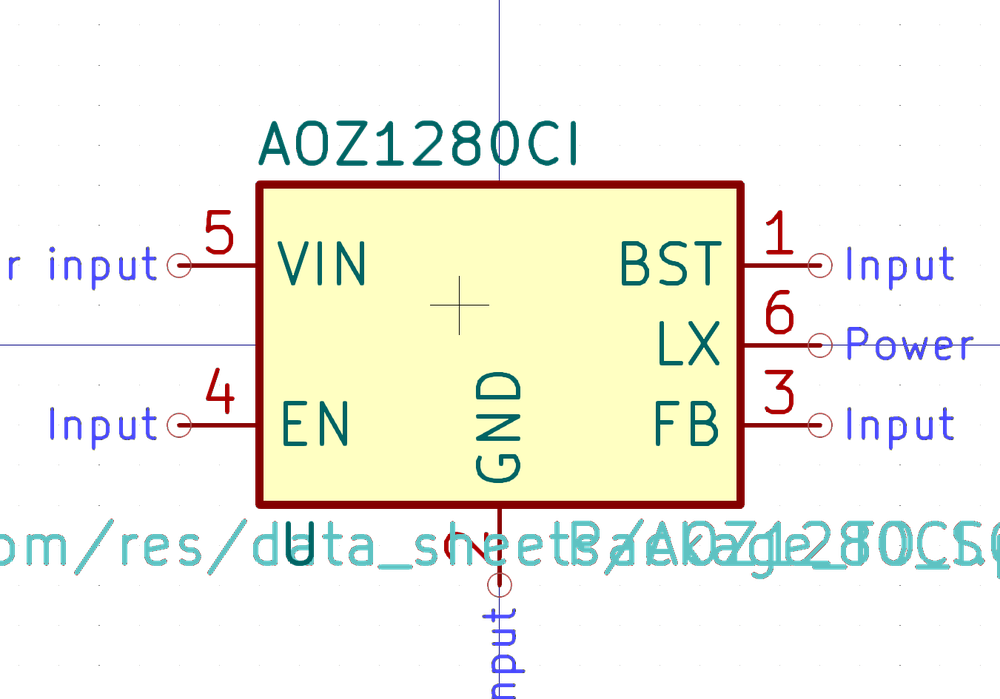 AOZ1280CI
5 1
r input VIN BST Input
6
LX Power
4 3
Input EN FB Input
GND
U
om/res/data_sheets/AOZ1280CI
2
nput